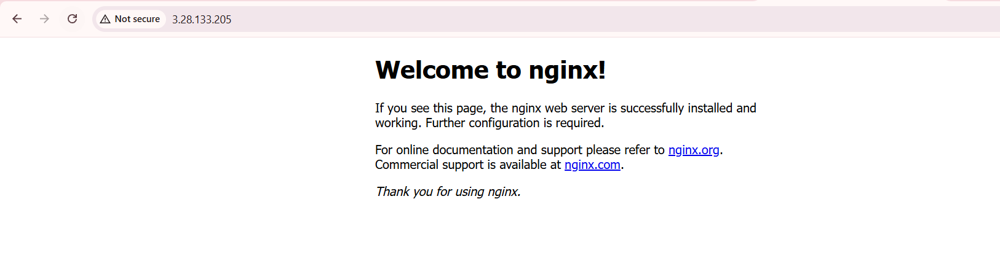 Not secure 3.28.133.205
Welcome to nginx!
If you see this page, the nginx web server is successfully installed and
working. Further configuration is required.
For online documentation and support please refer to nginx.org.
Commercial support is available at nginx.com.
Thank you for using nginx.